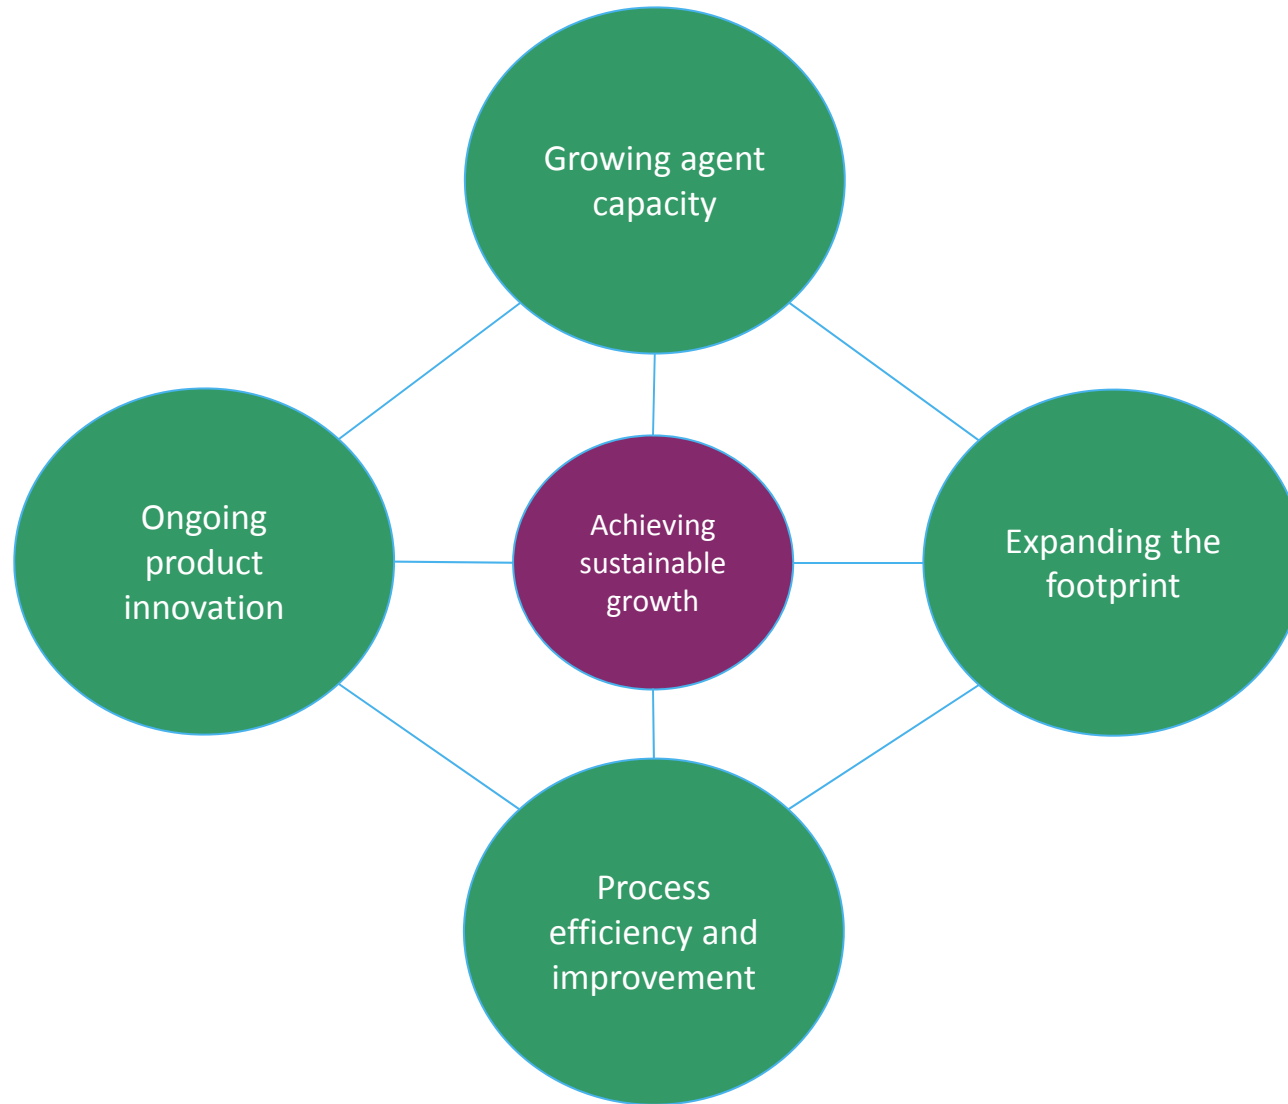 Growing agent
capacity
Ongoing
product
innovation
Achieving
sustainable
growth
Expanding the
footprint
Process
efficiency and
improvement